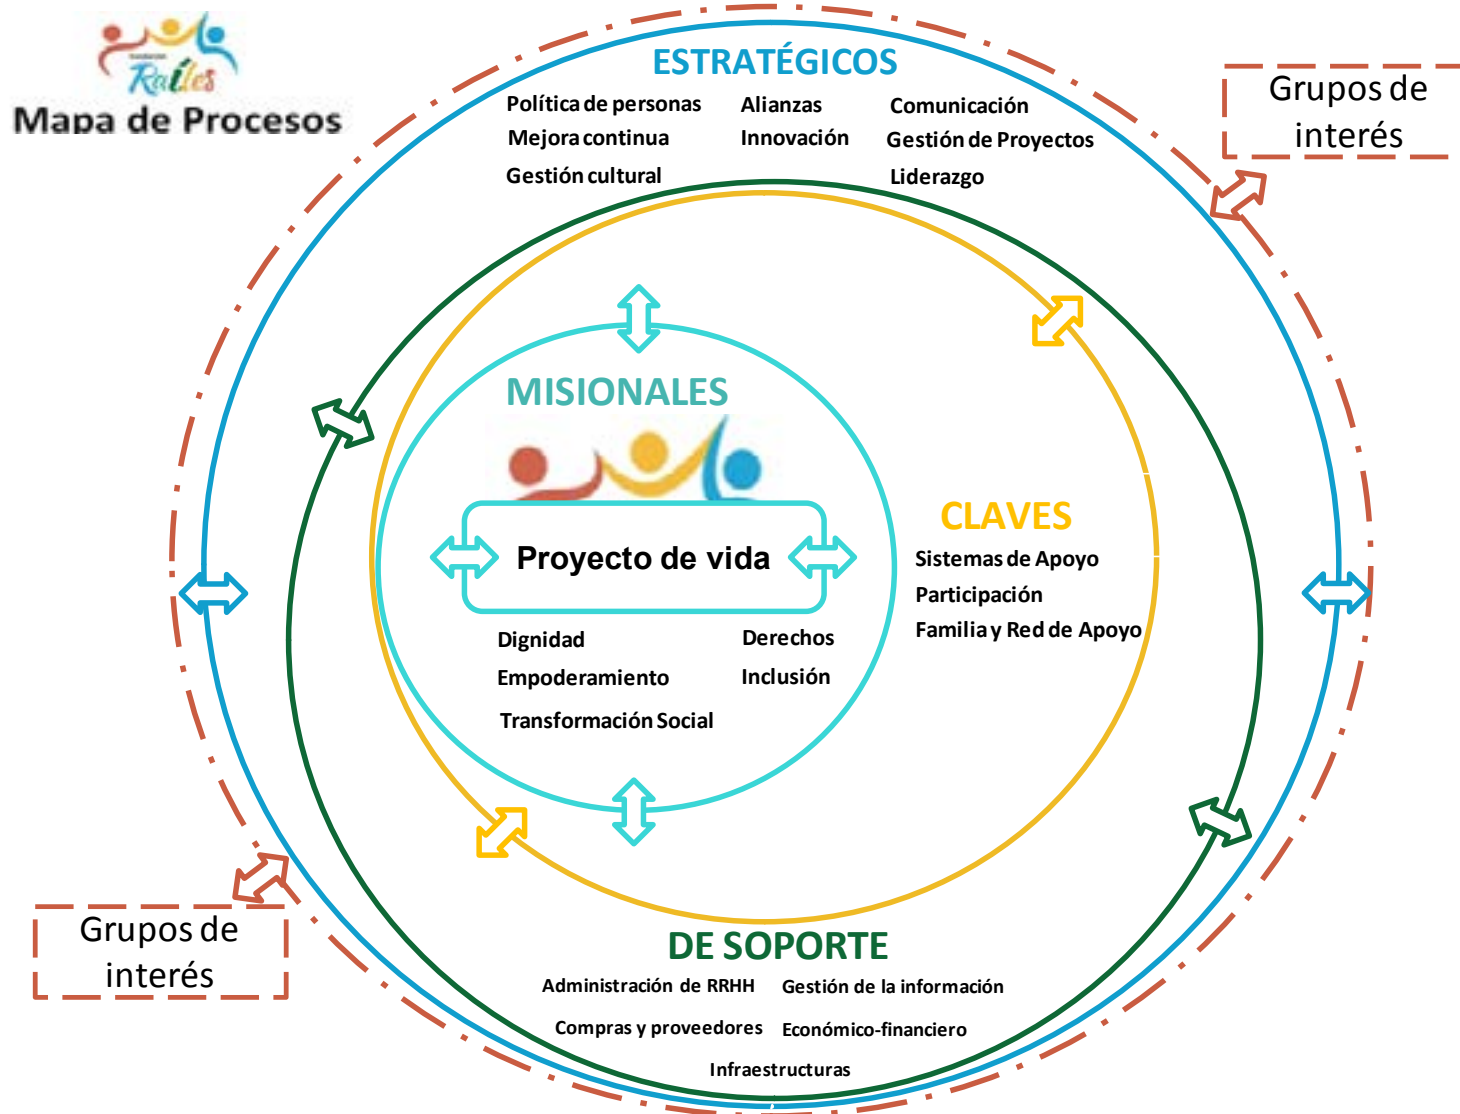 FUNDACIÓN
Raíles
Mapa de Procesos
ESTRATÉGICOS
Política de personas
Alianzas
Comunicación
Mejora continua
Innovación
Gestión de Proyectos
Gestión cultural
Liderazgo
Grupos de
interés
MISIONALES
Proyecto de vida
Dignidad
Derechos
Empoderamiento
Inclusión
Transformación Social
CLAVES
Sistemas de Apoyo
Participación
Familia y Red de Apoyo
Grupos de
interés
DE SOPORTE
Administración de RRHH
Gestión de la información
Compras y proveedores
Económico-financiero
Infraestructuras